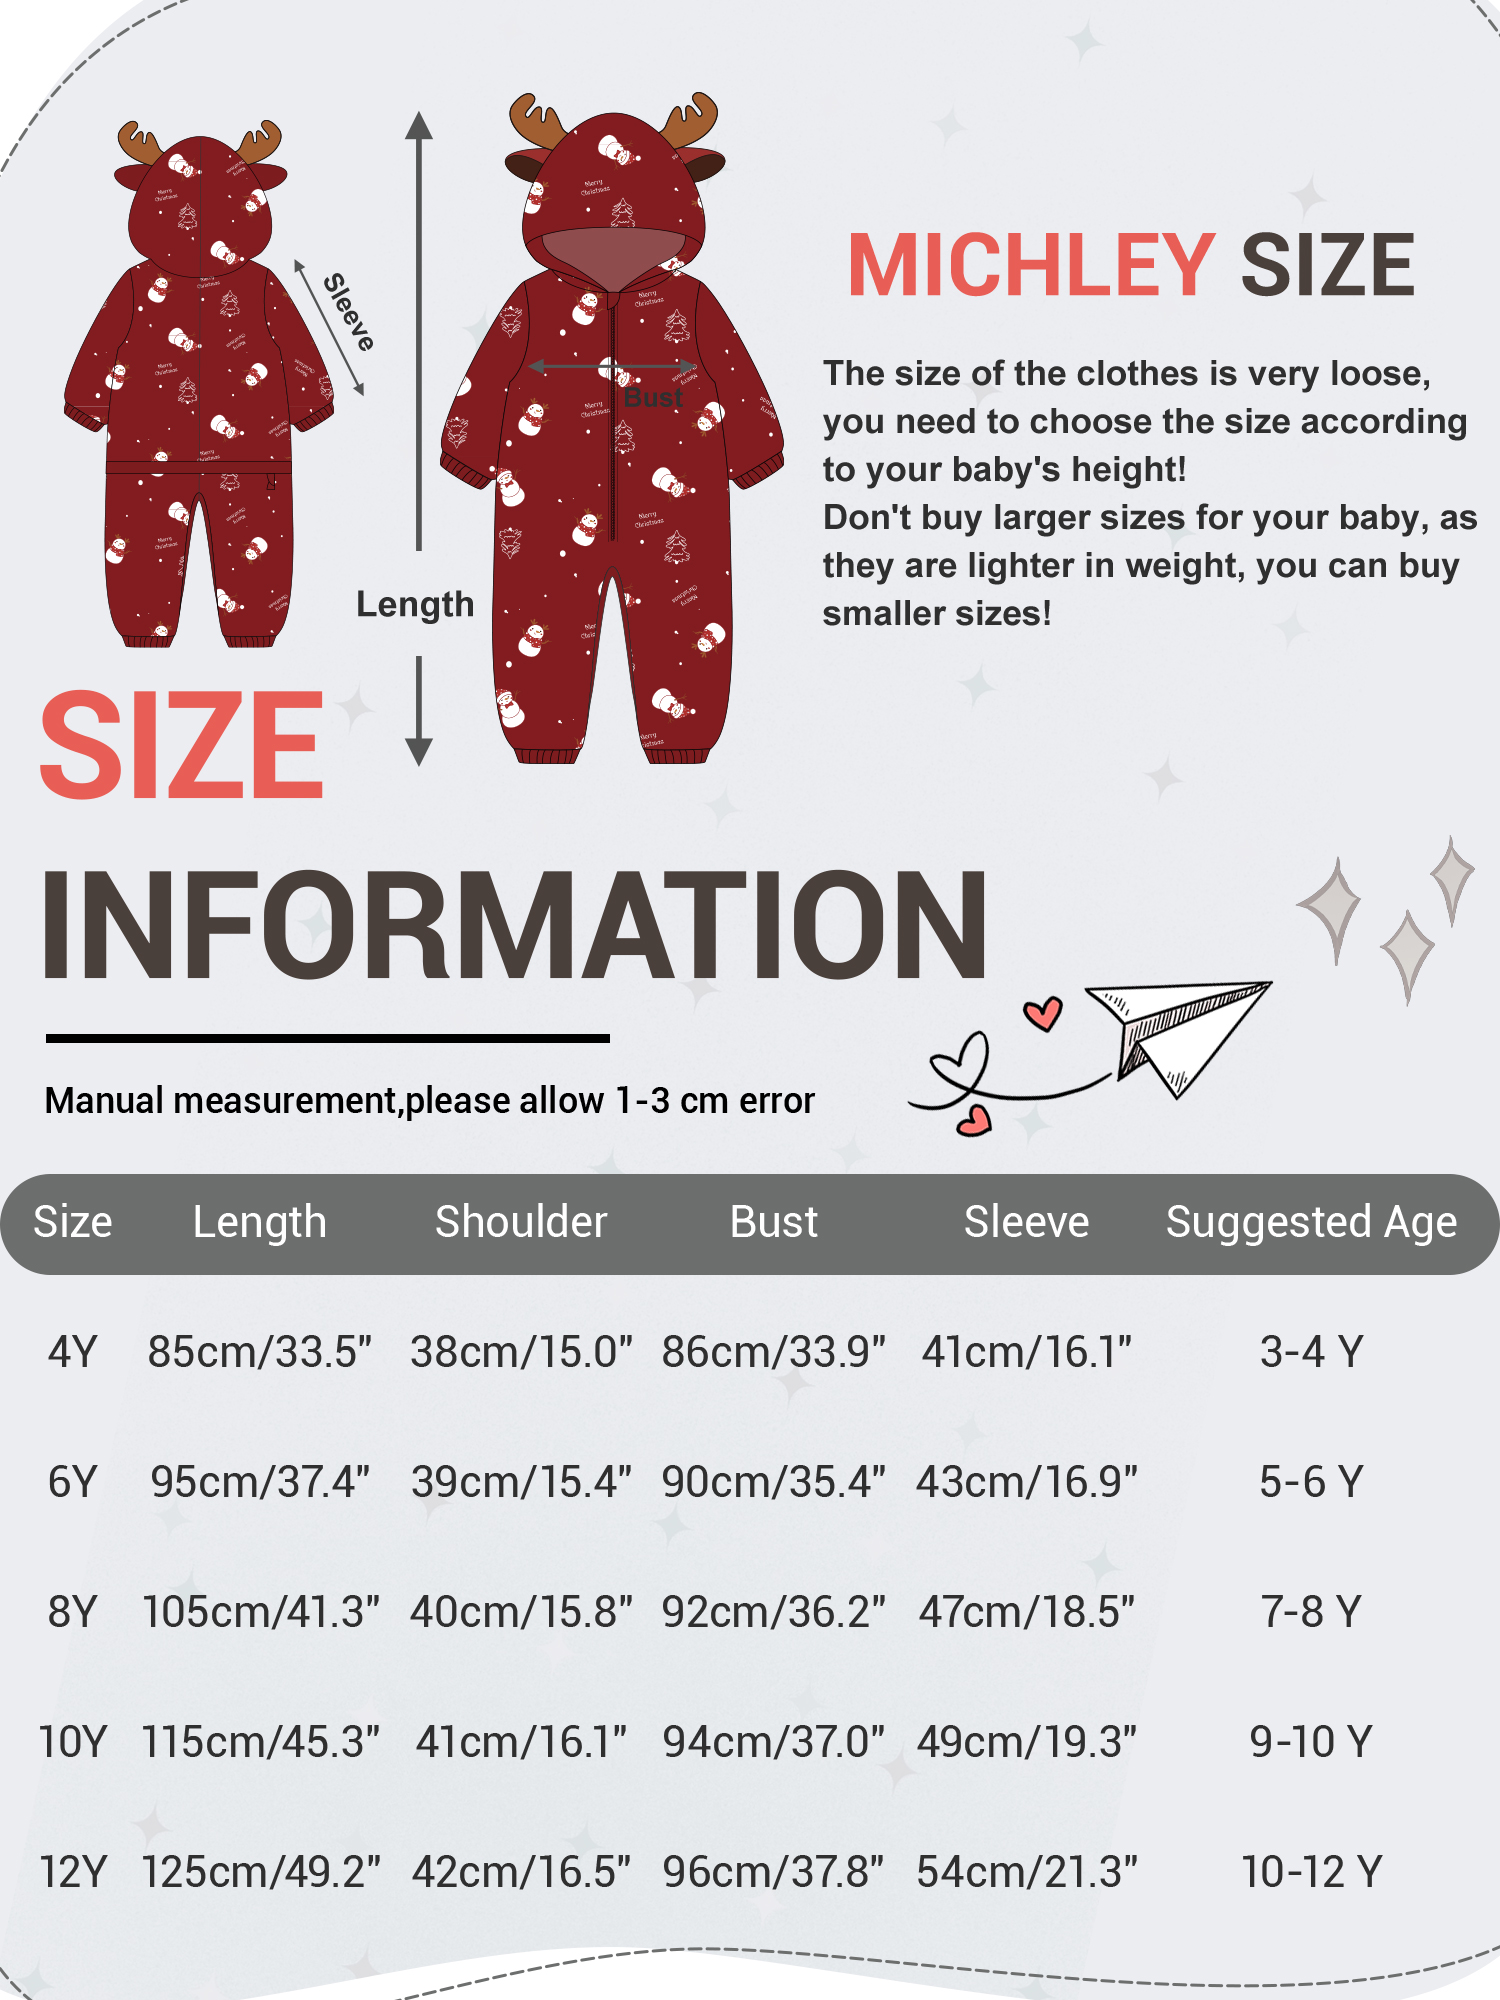 Sleeve
Bust
Length
Merry
Christmas
MICHLEY SIZE
The size of the clothes is very loose,
you need to choose the size according
to your baby's height!
Don't buy larger sizes for your baby, as
they are lighter in weight, you can buy
smaller sizes!
SIZE
INFORMATION
Manual measurement,please allow 1-3 cm error
Size Length Shoulder Bust Sleeve Suggested Age
4Y 85cm/33.5" 38cm/15.0" 86cm/33.9" 41cm/16.1" 3-4 Y
6Y 95cm/37.4" 39cm/15.4" 90cm/35.4" 43cm/16.9" 5-6 Y
8Y 105cm/41.3" 40cm/15.8" 92cm/36.2" 47cm/18.5" 7-8 Y
10Y 115cm/45.3" 41cm/16.1" 94cm/37.0" 49cm/19.3" 9-10 Y
12Y 125cm/49.2" 42cm/16.5" 96cm/37.8" 54cm/21.3" 10-12 Y